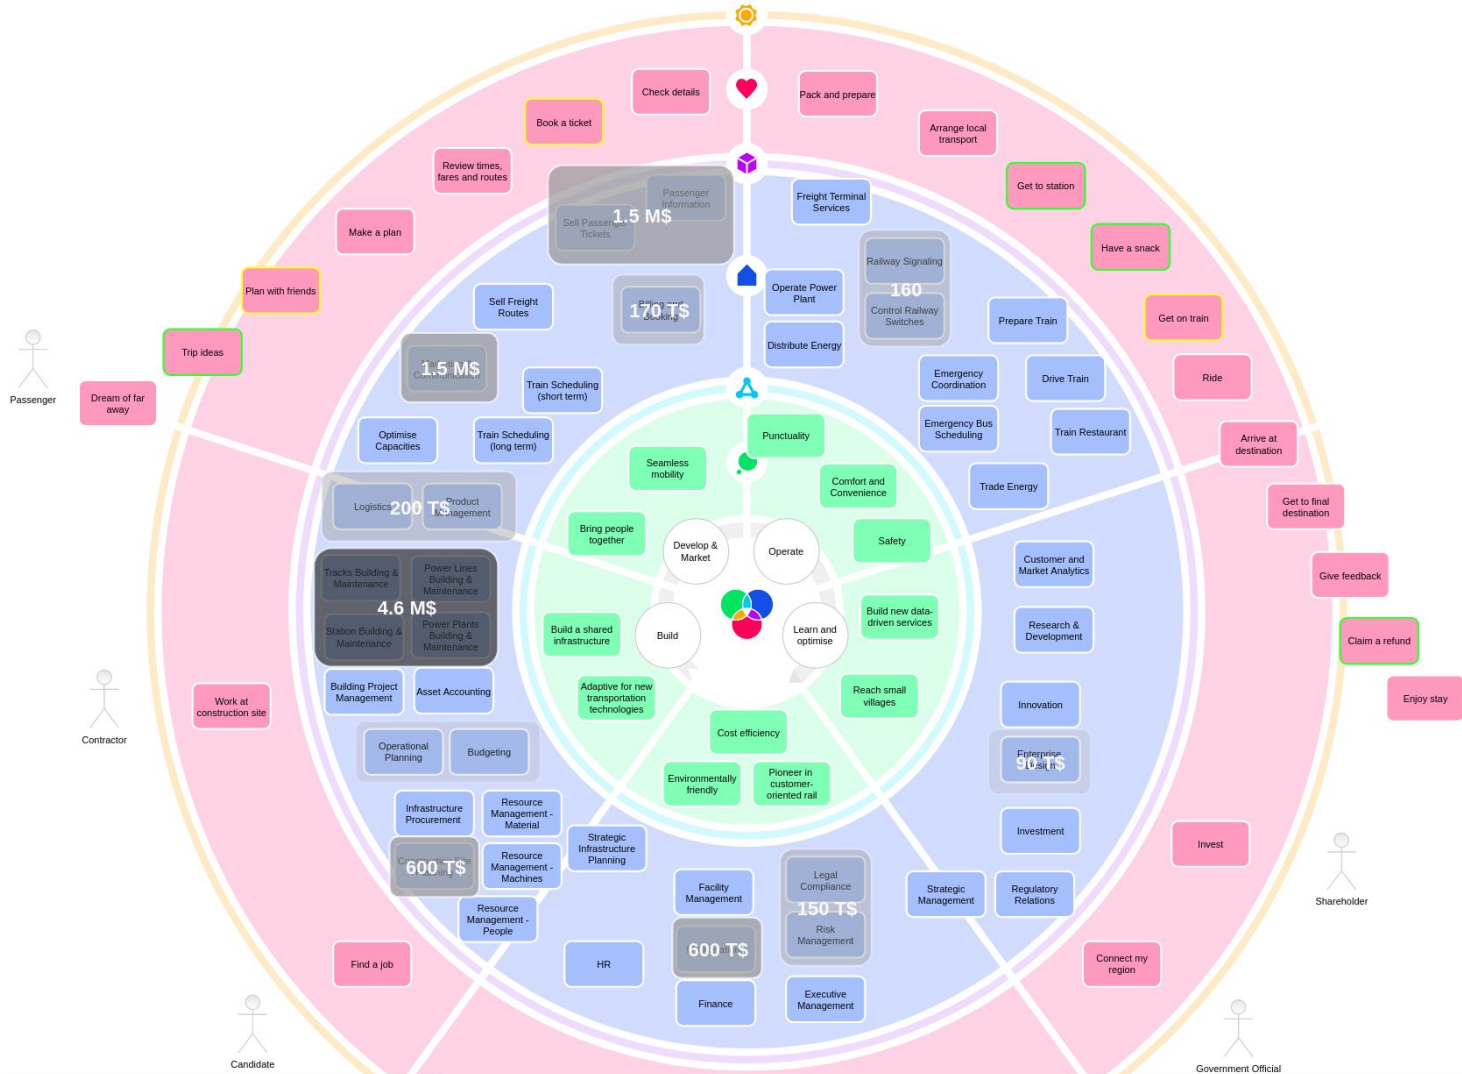 Check details
Pack and prepare
Book a ticket
Arrange local
transport
Review times,
fares and routes
Get to station
Passenger
Information
Freight Terminal
Services
1.5 M$
Sell Passenger
Tickets
Make a plan
Have a snack
Railway Signaling
Plan with friends
Operate Power
Plant
160
Sell Freight
Routes
170 T$
Billing and
Booking
Control Railway
Switches
Prepare Train
Get on train
Passenger
Trip ideas
Distribute Energy
1.5 M$
Emergency
Coordination
Drive Train
Ride
Dream of far
away
Train Scheduling
(short term)
Optimise
Capacities
Train Scheduling
(long term)
Punctuality
Emergency Bus
Scheduling
Train Restaurant
Arrive at
destination
Seamless
mobility
Comfort and
Convenience
Trade Energy
Logistics
200 T$
Product
Management
Get to final
destination
Bring people
together
Develop &
Market
Operate
Safety
Customer and
Market Analytics
Tracks Building &
Maintenance
Power Lines
Building &
Maintenance
Give feedback
4.6 M$
Station Building &
Maintenance
Power Plants
Building &
Maintenance
Build a shared
infrastructure
Build
Learn and
optimise
Build new data-
driven services
Research &
Development
Claim a refund
Building Project
Management
Asset Accounting
Adaptive for new
transportation
technologies
Reach small
villages
Innovation
Enjoy stay
Work at
construction site
Contractor
Cost efficiency
Operational
Planning
Budgeting
Enterprise
Design
90 T$
Environmentally
friendly
Pioneer in
customer-
oriented rail
Infrastructure
Procurement
Resource
Management -
Material
Investment
Strategic
Infrastructure
Planning
Invest
600 T$
Resource
Management -
Machines
Legal
Compliance
Facility
Management
Strategic
Management
Regulatory
Relations
Shareholder
150 T$
Resource
Management -
People
Risk
Management
600 T$
Find a job
HR
Connect my
region
Finance
Executive
Management
Candidate
Government Official